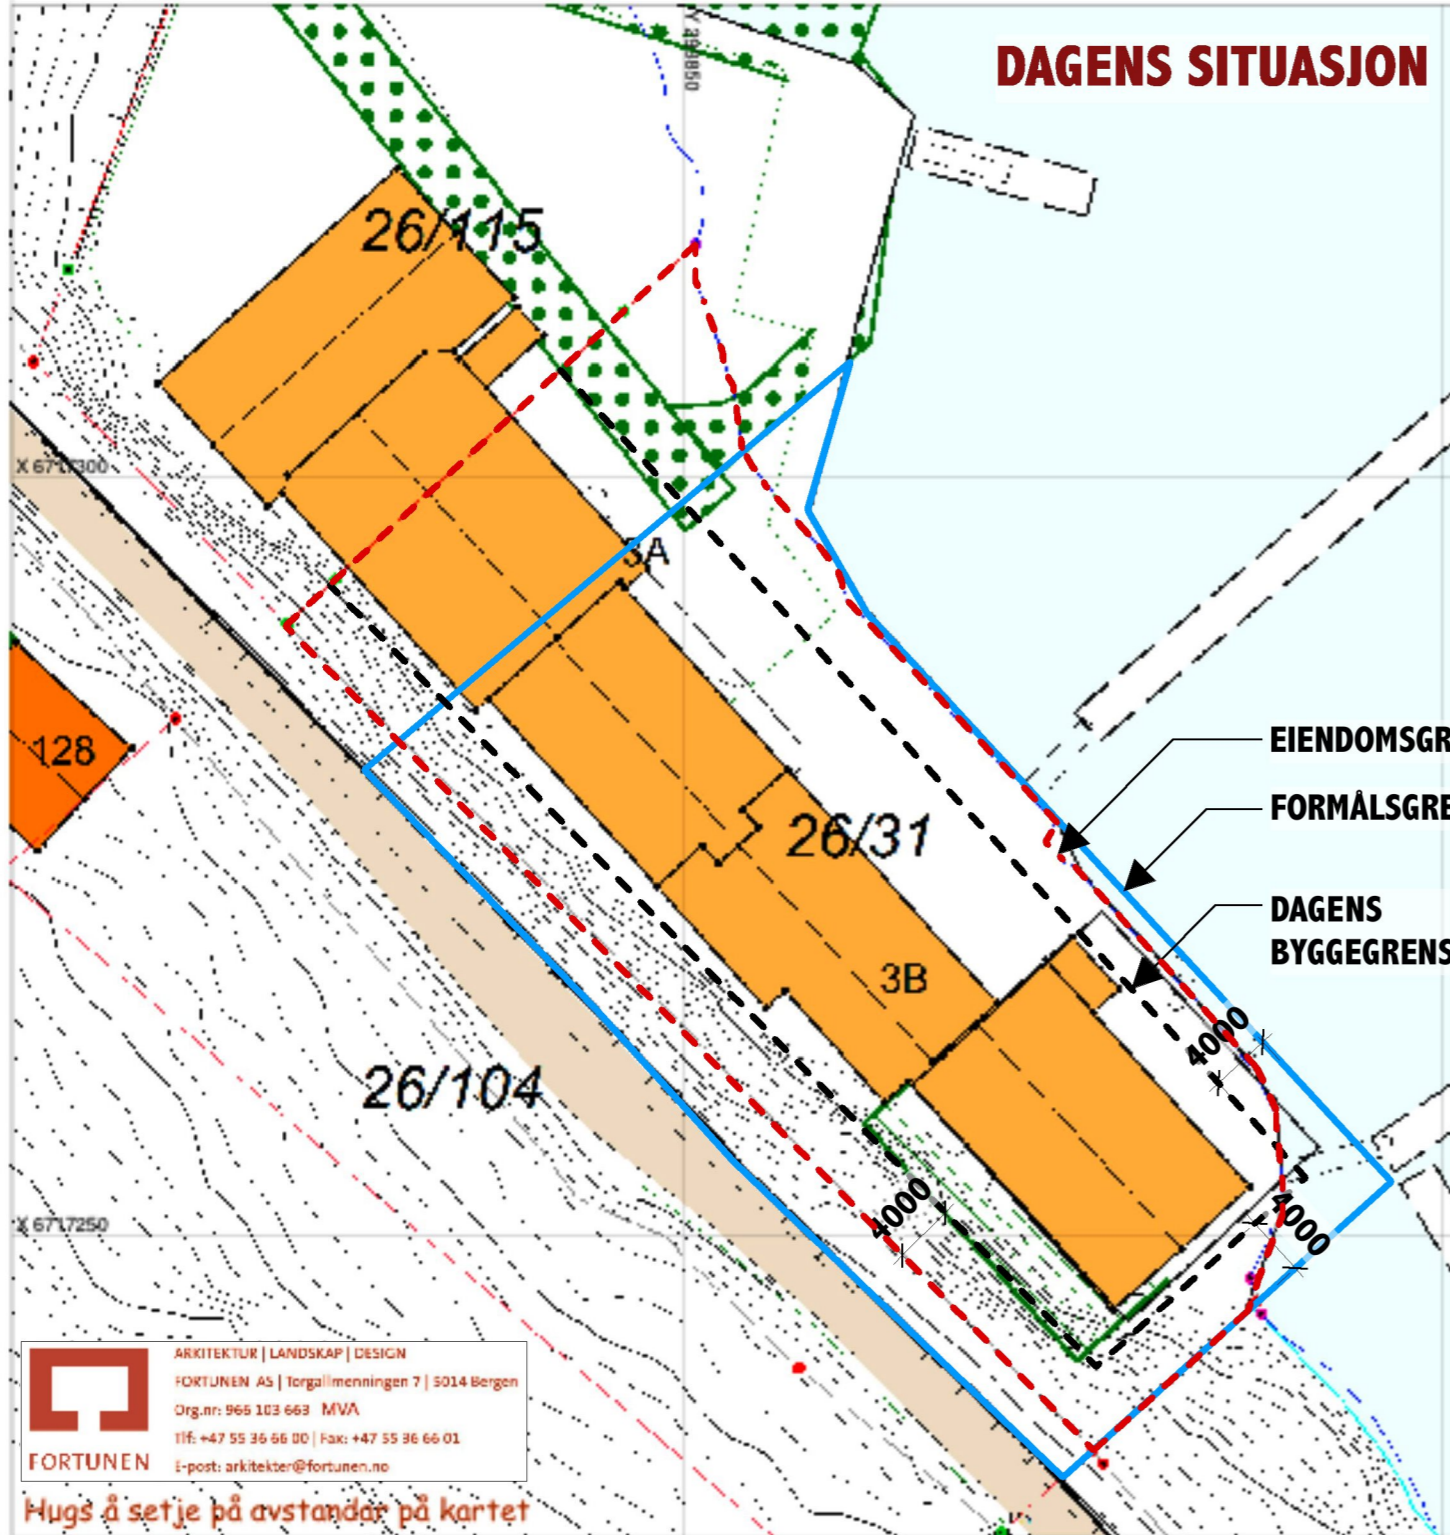 DAGENS SITUASJON
Y 399850
26/115
X 6717300
3A
128
EIENDOMSGR
FORMÅLSGRE
26/31
DAGENS
BYGGEGRENS
3B
4000
26/104
4000
4000
X 6717250
ARKITEKTUR | LANDSKAP | DESIGN
FORTUNEN AS | Torgallmenningen 7 | 5014 Bergen
Org.nr: 966 103 663 MVA
Tlf: +47 55 36 66 00 | Fax: +47 55 36 66 01
E-post: arkitekter@fortunen.no
FORTUNEN
Hugs å setje på avstandar på kartet